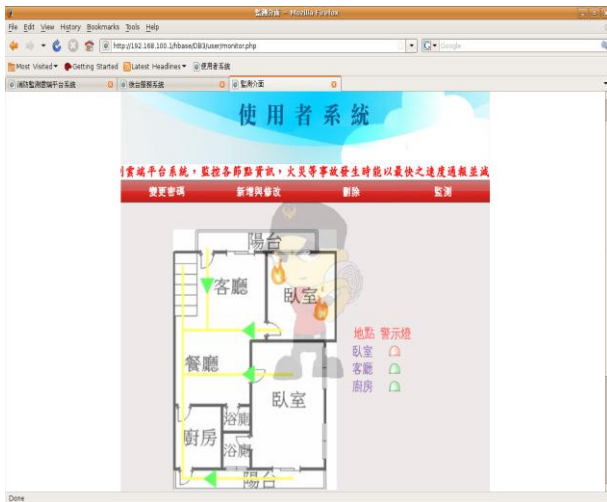 監測介面 - Mozilla Firefox
File Edit View History Bookmarks Tools Help
http://192.168.100.1/hbase/DB3/user/monitor.php
Google
Most Visited Getting Started Latest Headlines 使用者系統
消防監測雲端平台系統 後台服務系統 監測介面
使用者系統
雲端平台系統，監控各節點資訊，火災等事故發生時能以最快之速度通報並減
變更密碼 新增與修改 刪除 監測
陽台
客廳
臥室
地點 警示燈
臥室
餐廳
客廳
廚房
臥室
浴廁
廚房
浴廁
陽台
Done